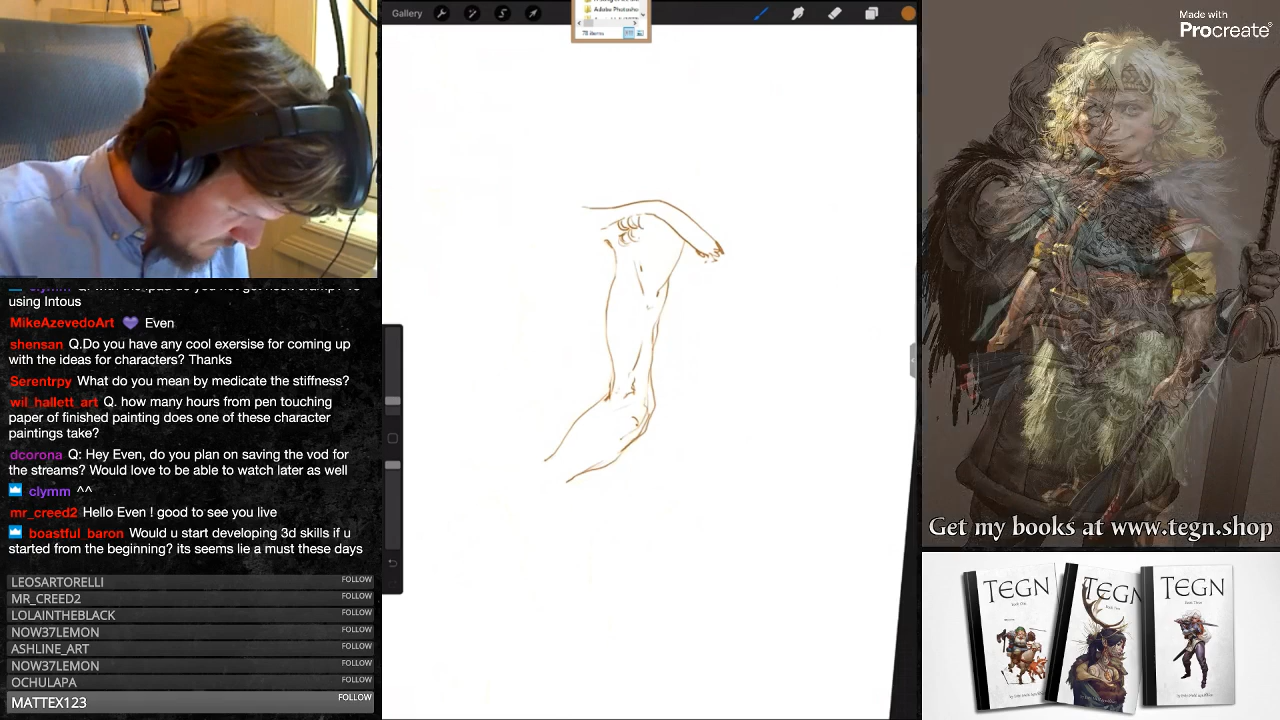 Gallery
Adobe Photosho
78 items
Made with
Procreate®
using Intous
MikeAzevedoArt Even
shensan Q.Do you have any cool exersise for coming up
with the ideas for characters? Thanks
Serentrpy What do you mean by medicate the stiffness?
wil_hallett_art Q. how many hours from pen touching
paper of finished painting does one of these character
paintings take?
dcorona Q: Hey Even, do you plan on saving the vod for
the streams? Would love to be able to watch later as well
clymm ^^
mr_creed2 Hello Even ! good to see you live
boastful_baron Would u start developing 3d skills if u
started from the beginning? its seems lie a must these days
LEOSARTORELLI FOLLOW
MR_CREED2 FOLLOW
LOLAINTHEBLACK FOLLOW
NOW37LEMON FOLLOW
ASHLINE_ART FOLLOW
NOW37LEMON FOLLOW
OCHULAPA FOLLOW
MATTEX123 FOLLOW
Get my books at www.tegn.shop
TEGN
TEGN
TEGN